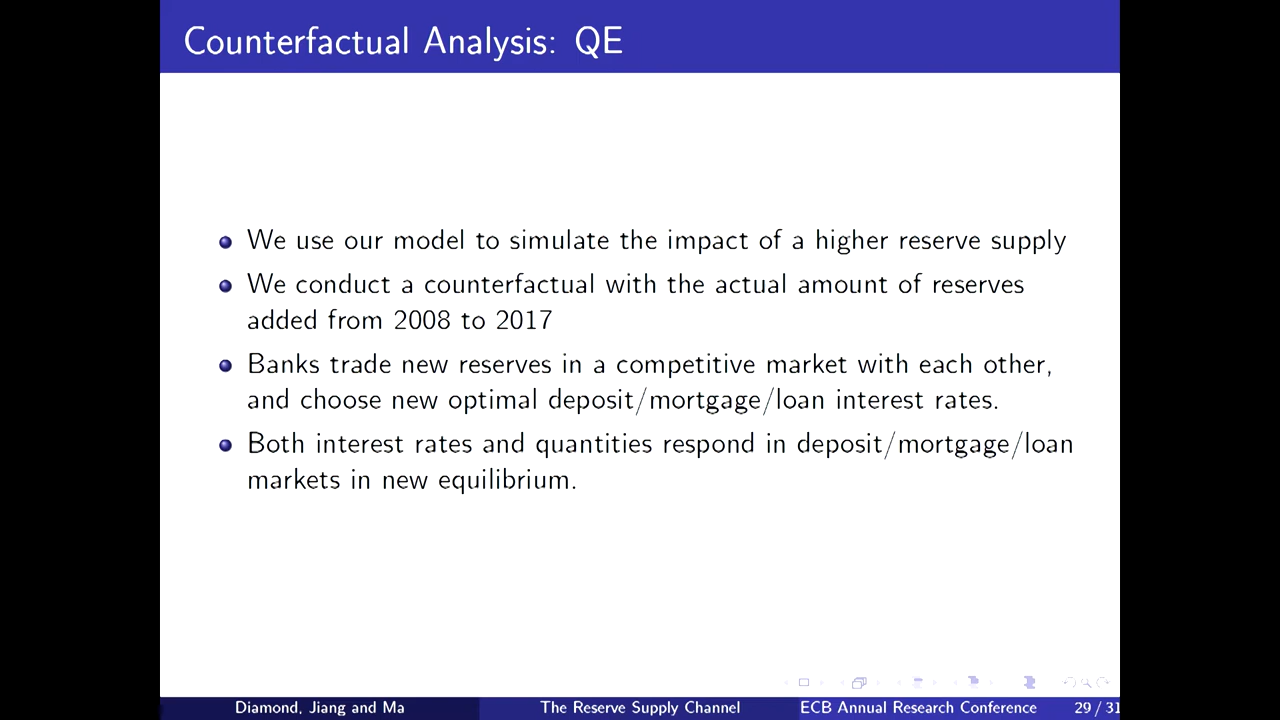 Counterfactual Analysis: QE
We use our model to simulate the impact of a higher reserve supply
We conduct a counterfactual with the actual amount of reserves
added from 2008 to 2017
Banks trade new reserves in a competitive market with each other,
and choose new optimal deposit/mortgage/loan interest rates.
Both interest rates and quantities respond in deposit/mortgage/loan
markets in new equilibrium.
Diamond, Jiang and Ma The Reserve Supply Channel ECB Annual Research Conference 29 / 31